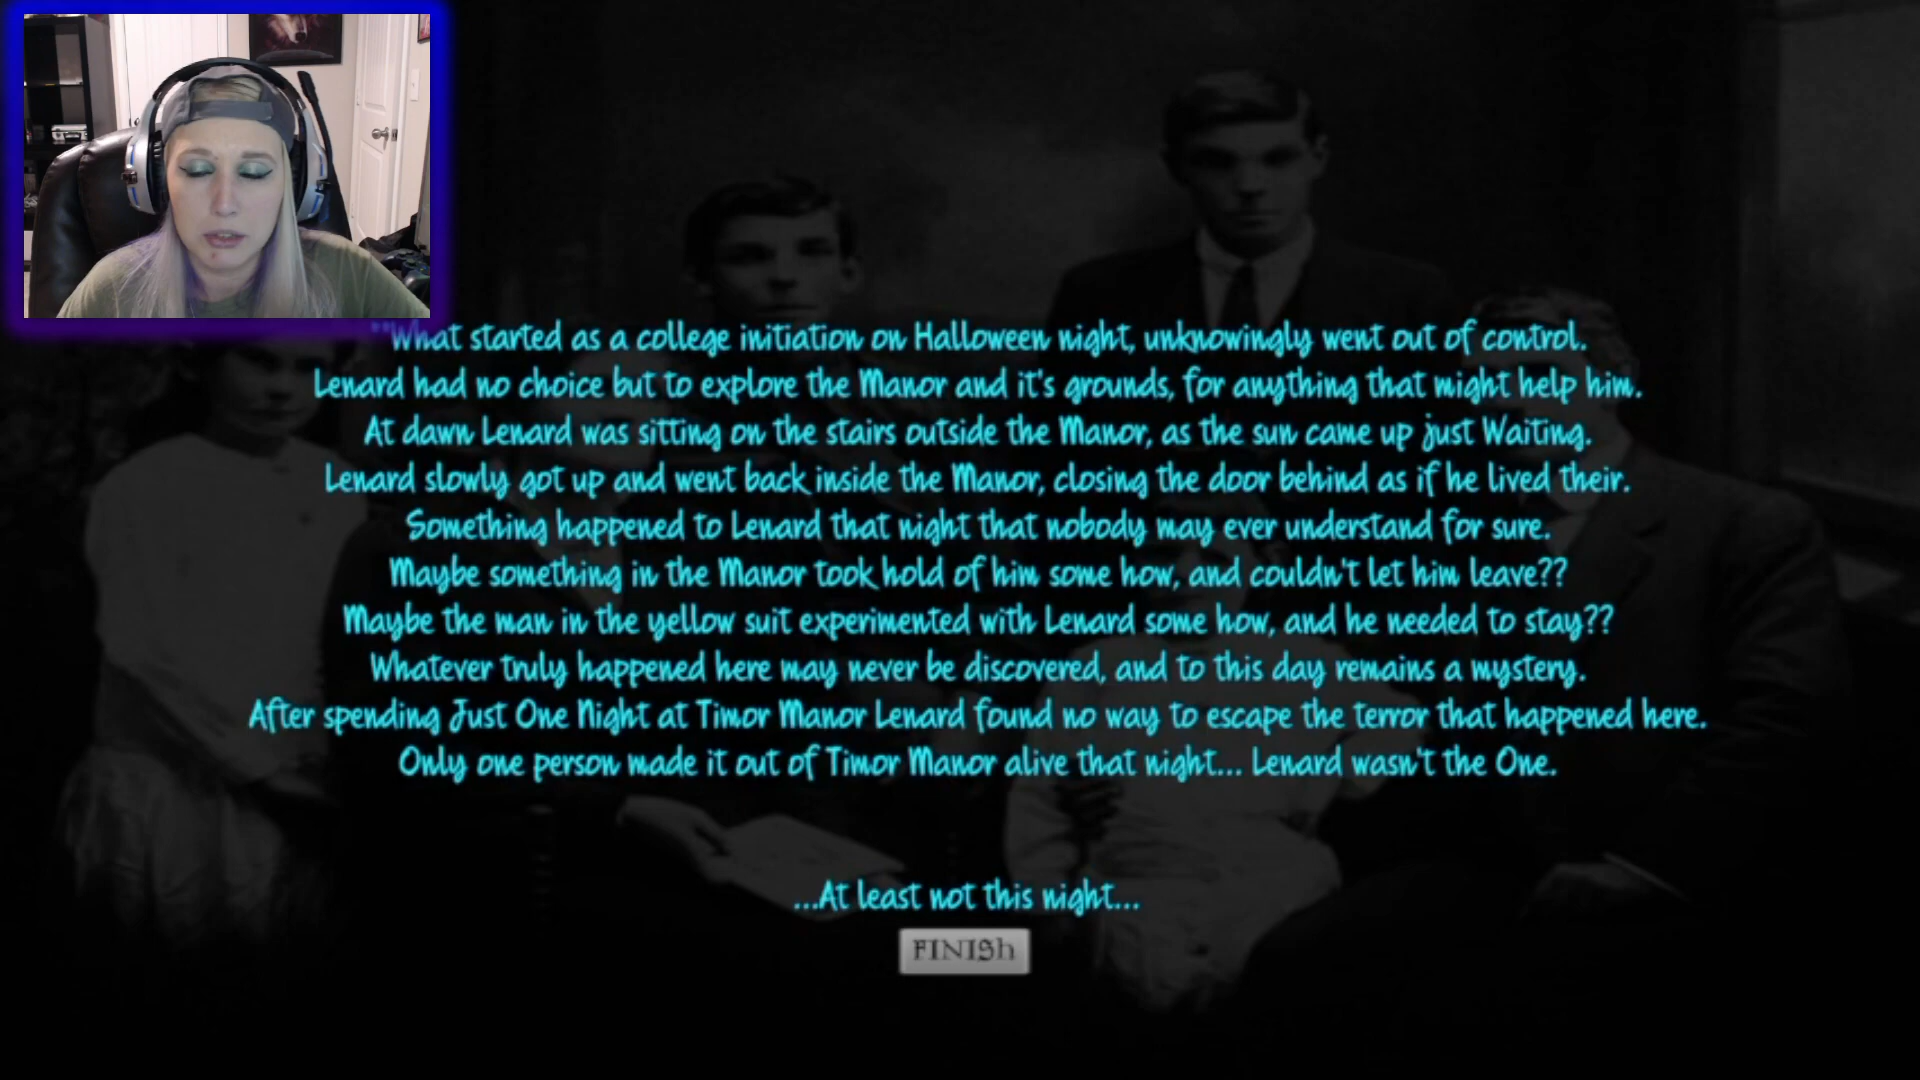 "What started as a college initiation on Halloween night, unknowingly went out of control.
Lenard had no choice but to explore the Manor and it's grounds, for anything that might help him.
At dawn Lenard was sitting on the stairs outside the Manor, as the sun came up just Waiting.
Lenard slowly got up and went back inside the Manor, closing the door behind as if he lived their.
Something happened to Lenard that night that nobody may ever understand for sure.
Maybe something in the Manor took hold of him some how, and couldn't let him leave??
Maybe the man in the yellow suit experimented with Lenard some how, and he needed to stay??
Whatever truly happened here may never be discovered, and to this day remains a mystery.
After spending Just One Night at Timor Manor Lenard found no way to escape the terror that happened here.
Only one person made it out of Timor Manor alive that night... Lenard wasn't the One.
...At least not this night...
FINISh